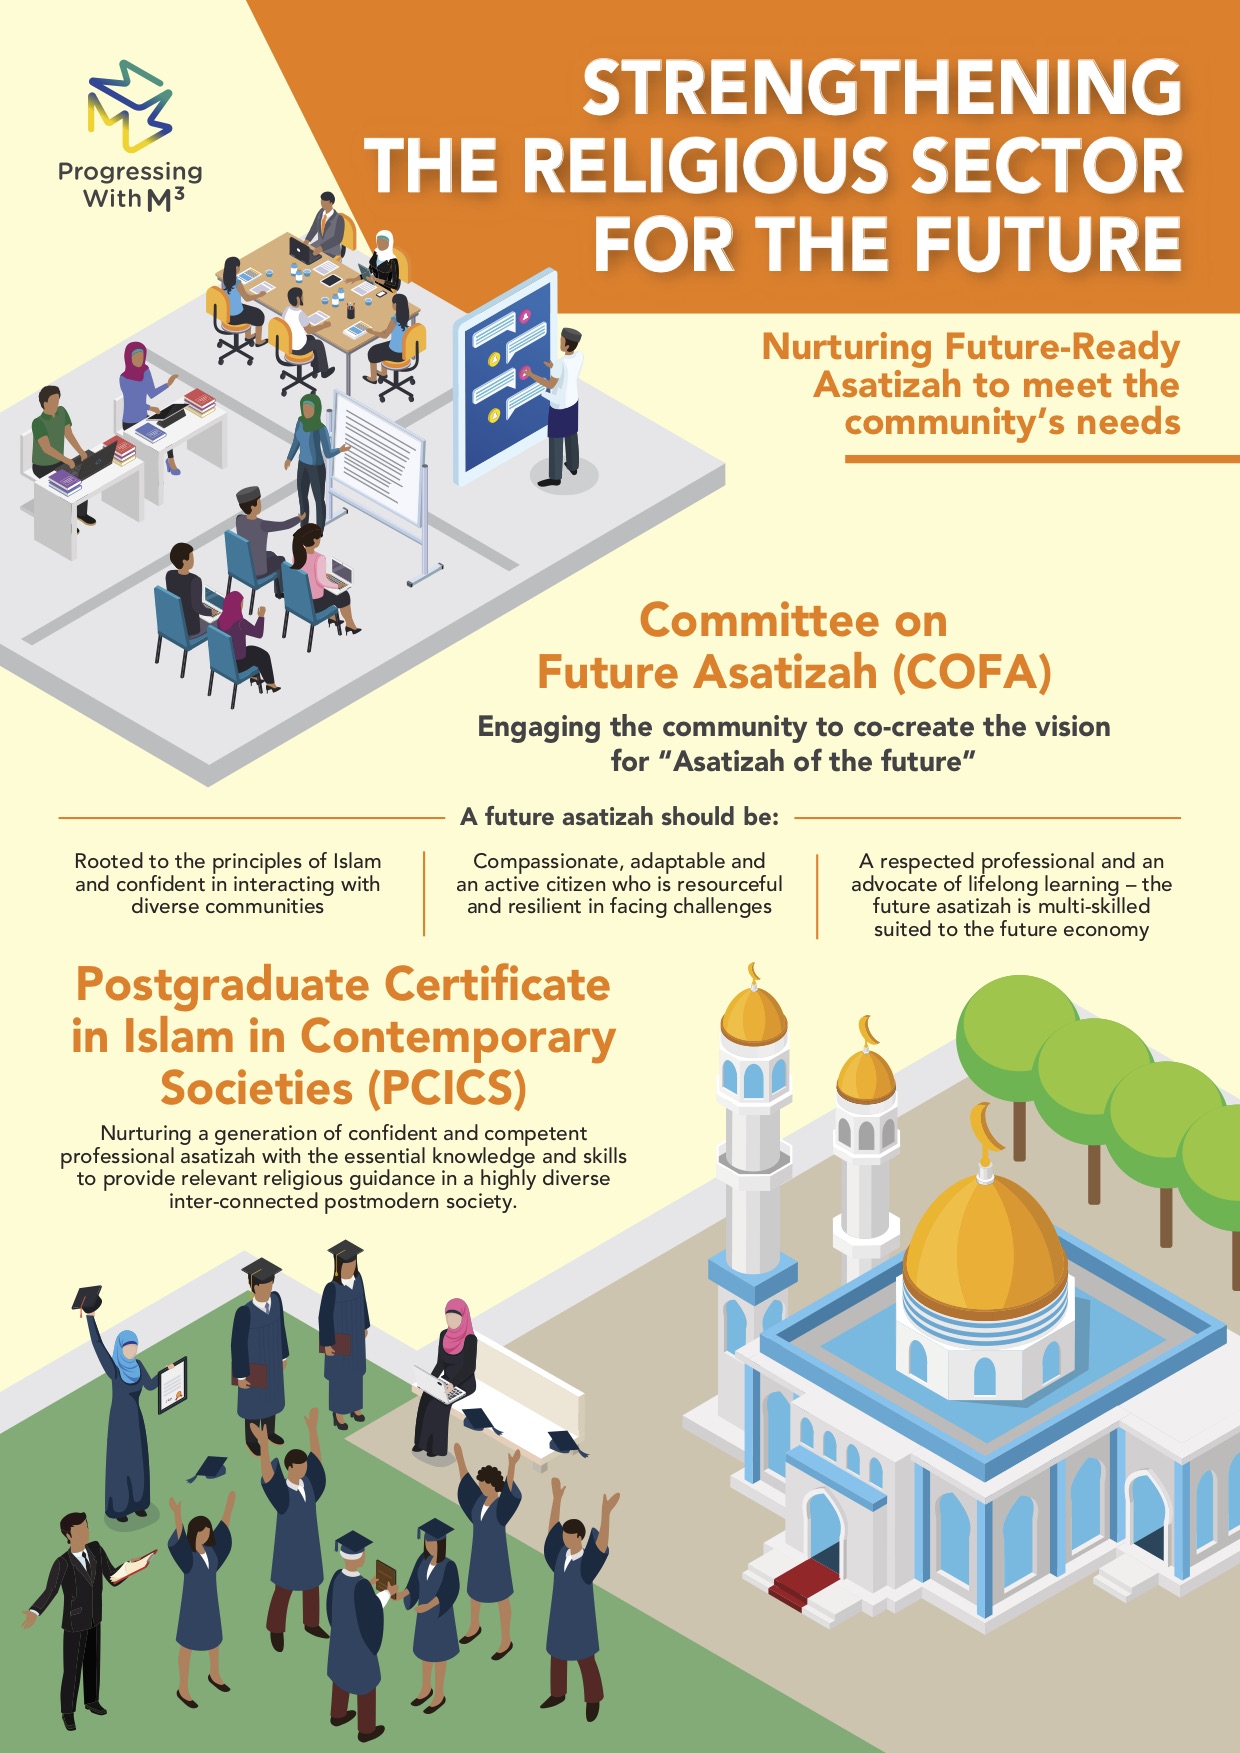 Progressing
With M³
STRENGTHENING
THE RELIGIOUS SECTOR
FOR THE FUTURE
Nurturing Future-Ready
Asatizah to meet the
community’s needs
Committee on
Future Asatizah (COFA)
Engaging the community to co-create the vision
for “Asatizah of the future”
A future asatizah should be:
Rooted to the principles of Islam
and confident in interacting with
diverse communities
Compassionate, adaptable and
an active citizen who is resourceful
and resilient in facing challenges
A respected professional and an
advocate of lifelong learning – the
future asatizah is multi-skilled
suited to the future economy
Postgraduate Certificate
in Islam in Contemporary
Societies (PCICS)
Nurturing a generation of confident and competent
professional asatizah with the essential knowledge and skills
to provide relevant religious guidance in a highly diverse
inter-connected postmodern society.